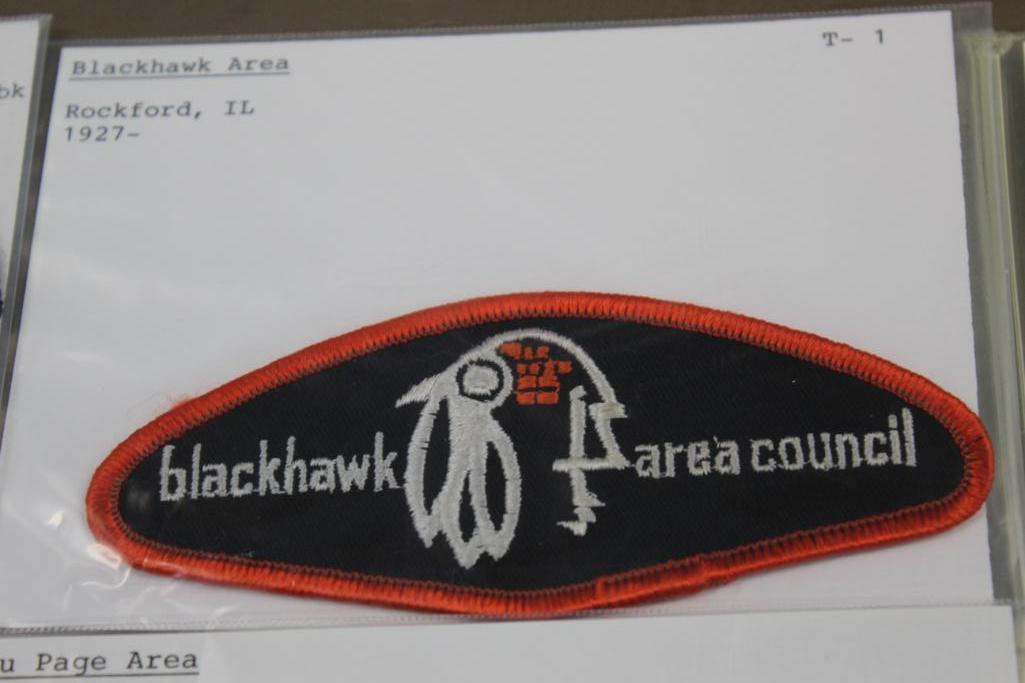 Blackhawk Area
T- 1
Rockford, IL
1927-
blackhawk area council
u Page Area